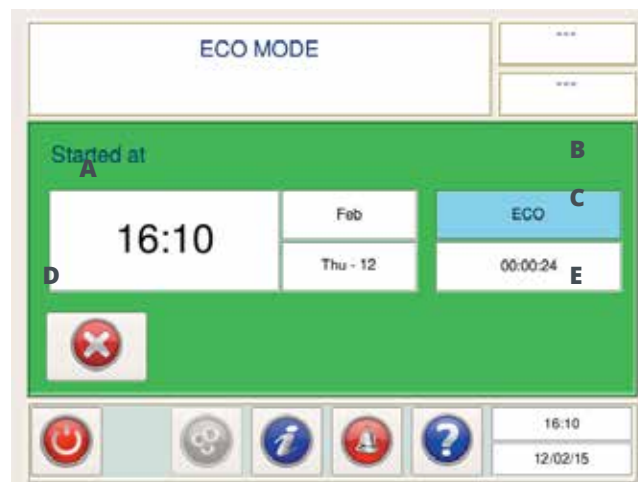 ECO MODE
---
---
Started at
A
B
C
16:10
Feb
Thu - 12
ECO
00:00:24
D
E
i
?
16:10
12/02/15